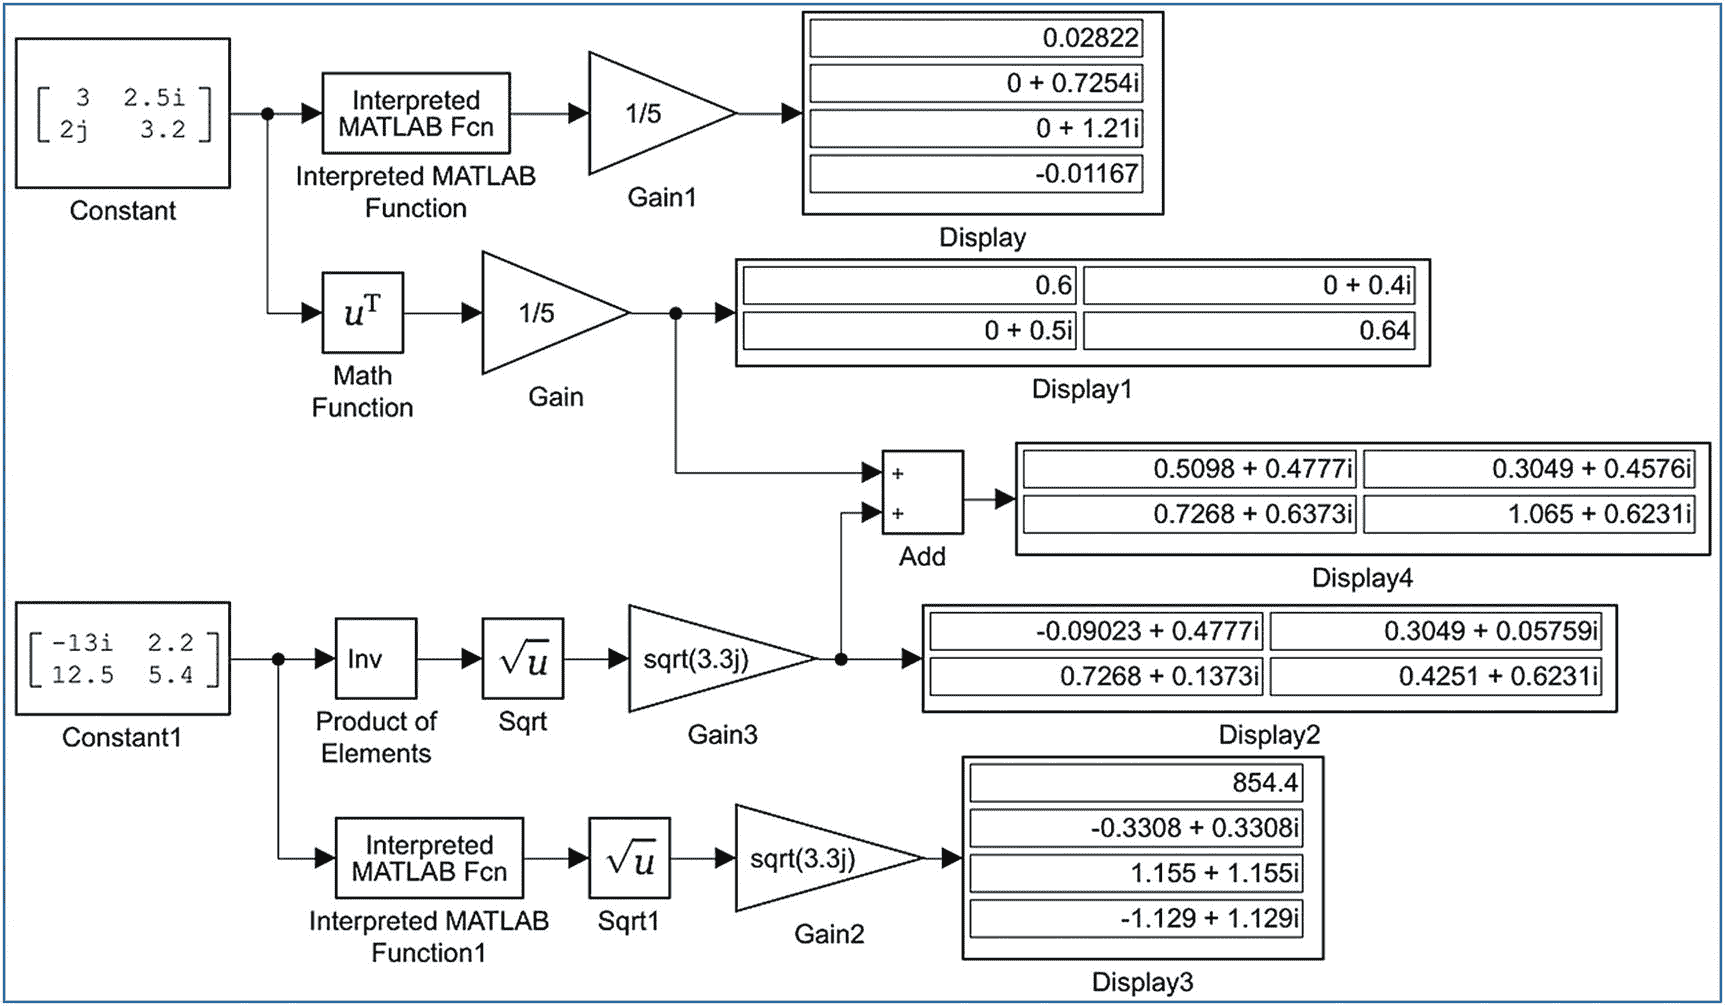 3 2.5i
2j 3.2
Constant
Interpreted
MATLAB Fcn
Interpreted MATLAB
Function
1/5
Gain1
0.02822
0 + 0.7254i
0 + 1.21i
-0.01167
Display
uT
Math
Function
1/5
Gain
0.6 0 + 0.4i
0 + 0.5i 0.64
Display1
+
+
Add
0.5098 + 0.4777i 0.3049 + 0.4576i
0.7268 + 0.6373i 1.065 + 0.6231i
Display4
-13i 2.2
12.5 5.4
Constant1
Inv
Product of
Elements
√u
Sqrt
sqrt(3.3j)
Gain3
-0.09023 + 0.4777i 0.3049 + 0.05759i
0.7268 + 0.1373i 0.4251 + 0.6231i
Display2
Interpreted
MATLAB Fcn
Interpreted MATLAB
Function1
√u
Sqrt1
sqrt(3.3j)
Gain2
854.4
-0.3308 + 0.3308i
1.155 + 1.155i
-1.129 + 1.129i
Display3